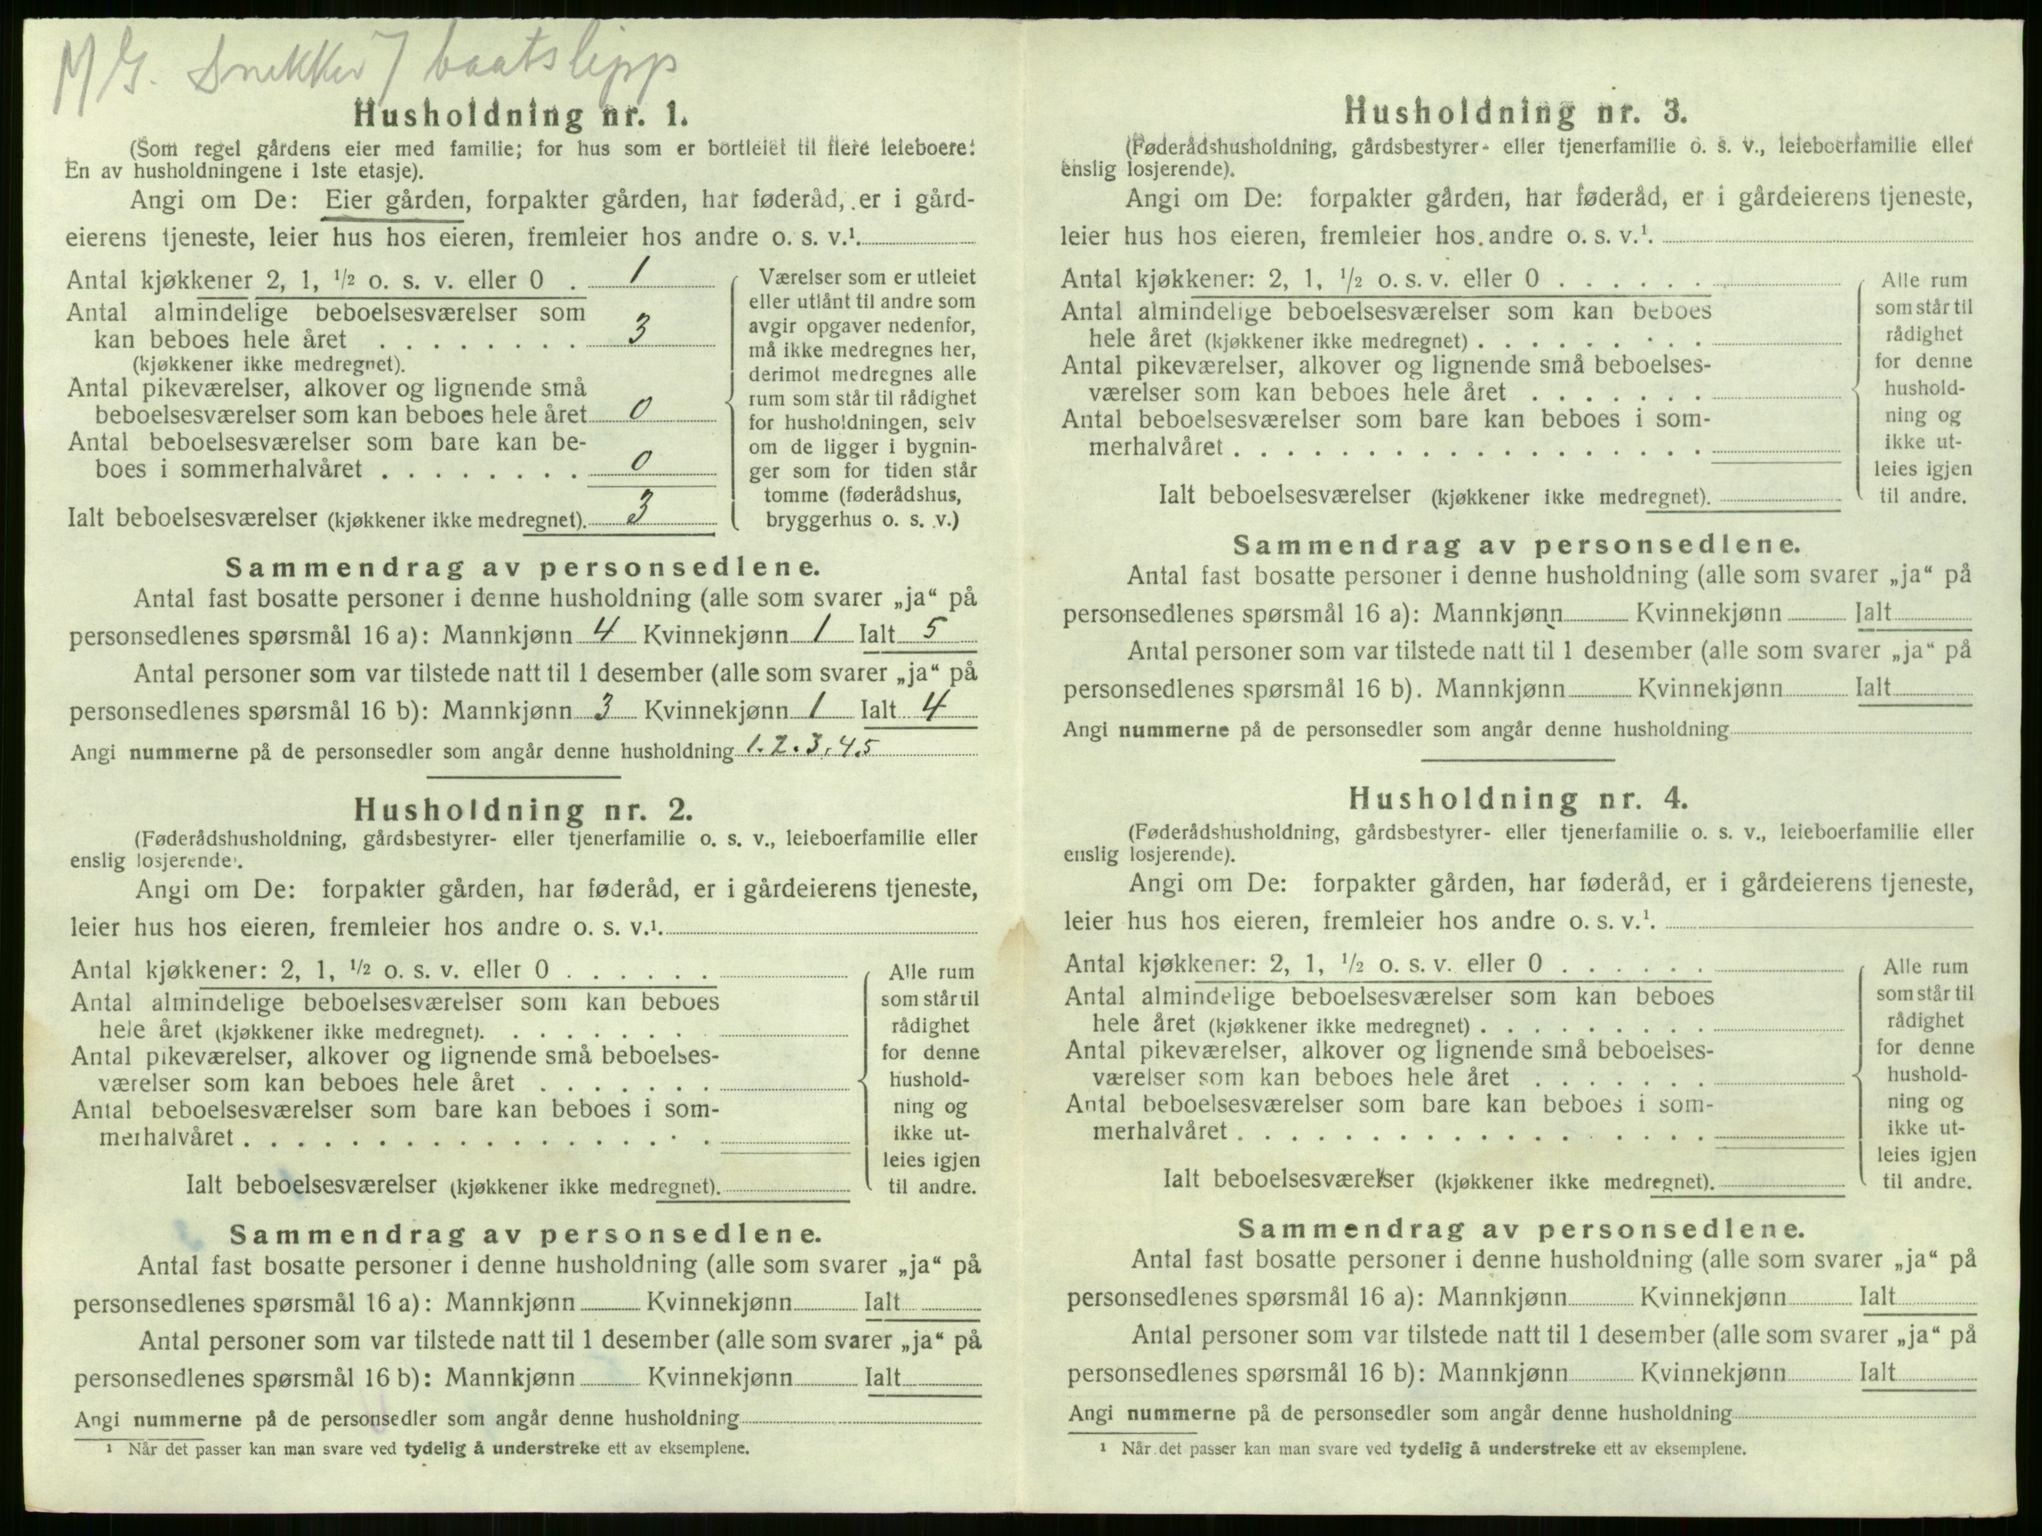 Snekker / baatslipp
Husholdning nr. 1.
(Som regel gårdens eier med familie; for hus som er bortleiet til flere leieboere:
En av husholdningene i 1ste etasje).
Angi om De: Eier gården, forpakter gården, har føderåd, er i gård-
eierens tjeneste, leier hus hos eieren, fremleier hos andre o. s. v.¹.
Antal kjøkkener 2, 1, ½ o. s. v. eller 0 . 1
Antal almindelige beboelsesværelser som
kan beboes hele året . . . . . . . . 3
(kjøkkener ikke medregnet).
Antal pikeværelser, alkover og lignende små
beboelsesværelser som kan beboes hele året 0
Antal beboelsesværelser som bare kan be-
boes i sommerhalvåret . . . . . . . . 0
Ialt beboelsesværelser (kjøkkener ikke medregnet). 3
Værelser som er utleiet
eller utlånt til andre som
avgir opgaver nedenfor,
må ikke medregnes her,
derimot medregnes alle
rum som står til rådighet
for husholdningen, selv
om de ligger i bygnin-
ger som for tiden står
tomme (føderådshus,
bryggerhus o. s. v.)
Sammendrag av personsedlene.
Antal fast bosatte personer i denne husholdning (alle som svarer „ja“ på
personsedlenes spørsmål 16 a): Mannkjønn 4 Kvinnekjønn 1 Ialt 5
Antal personer som var tilstede natt til 1 desember (alle som svarer „ja“ på
personsedlenes spørsmål 16 b): Mannkjønn 3 Kvinnekjønn 1 Ialt 4
Angi nummerne på de personsedler som angår denne husholdning 1. 2. 3. 4. 5
Husholdning nr. 2.
(Føderådshusholdning, gårdsbestyrer- eller tjenerfamilie o. s. v., leieboerfamilie eller
enslig losjerende).
Angi om De: forpakter gården, har føderåd, er i gårdeierens tjeneste,
leier hus hos eieren, fremleier hos andre o. s. v.¹.
Antal kjøkkener: 2, 1, ½ o. s. v. eller 0 . . . . . .
Antal almindelige beboelsesværelser som kan beboes
hele året (kjøkkener ikke medregnet). . . . . . . .
Antal pikeværelser, alkover og lignende små beboelses-
værelser som kan beboes hele året . . . . . . .
Antal beboelsesværelser som bare kan beboes i som-
merhalvåret . . . . . . . . . . . . . . . . . .
Ialt beboelsesværelser (kjøkkener ikke medregnet).
Alle rum
som står til
rådighet
for denne
hushold-
ning og
ikke ut-
leies igjen
til andre.
Sammendrag av personsedlene.
Antal fast bosatte personer i denne husholdning (alle som svarer „ja“ på
personsedlenes spørsmål 16 a): Mannkjønn Kvinnekjønn Ialt
Antal personer som var tilstede natt til 1 desember (alle som svarer „ja“ på
personsedlenes spørsmål 16 b): Mannkjønn Kvinnekjønn Ialt
Angi nummerne på de personsedler som angår denne husholdning
¹ Når det passer kan man svare ved tydelig å understreke ett av eksemplene.
Husholdning nr. 3.
(Føderådshusholdning, gårdsbestyrer- eller tjenerfamilie o. s. v., leieboerfamilie eller
enslig losjerende).
Angi om De: forpakter gården, har føderåd, er i gårdeierens tjeneste,
leier hus hos eieren, fremleier hos andre o. s. v.¹.
Antal kjøkkener: 2, 1, ½ o. s. v. eller 0 . . . . . .
Antal almindelige beboelsesværelser som kan beboes
hele året (kjøkkener ikke medregnet) . . . . . . . . .
Antal pikeværelser, alkover og lignende små beboelses-
værelser som kan beboes hele året . . . . . . .
Antal beboelsesværelser som bare kan beboes i som-
merhalvåret . . . . . . . . . . . . . . . . . .
Ialt beboelsesværelser (kjøkkener ikke medregnet).
Alle rum
som står til
rådighet
for denne
hushold-
ning og
ikke ut-
leies igjen
til andre.
Sammendrag av personsedlene.
Antal fast bosatte personer i denne husholdning (alle som svarer „ja“ på
personsedlenes spørsmål 16 a): Mannkjønn Kvinnekjønn Ialt
Antal personer som var tilstede natt til 1 desember (alle som svarer „ja“ på
personsedlenes spørsmål 16 b). Mannkjønn Kvinnekjønn Ialt
Angi nummerne på de personsedler som angår denne husholdning
Husholdning nr. 4.
(Føderådshusholdning, gårdsbestyrer- eller tjenerfamilie o. s. v., leieboerfamilie eller
enslig losjerende).
Angi om De: forpakter gården, har føderåd, er i gårdeierens tjeneste,
leier hus hos eieren, fremleier hos andre o. s. v.¹.
Antal kjøkkener: 2, 1, ½ o. s. v. eller 0 . . . . . .
Antal almindelige beboelsesværelser som kan beboes
hele året (kjøkkener ikke medregnet) . . . . . . . . .
Antal pikeværelser, alkover og lignende små beboelses-
værelser som kan beboes hele året . . . . . . .
Antal beboelsesværelser som bare kan beboes i som-
merhalvåret . . . . . . . . . . . . . . . . . .
Ialt beboelsesværelser (kjøkkener ikke medregnet).
Alle rum
som står til
rådighet
for denne
hushold-
ning og
ikke ut-
leies igjen
til andre.
Sammendrag av personsedlene.
Antal fast bosatte personer i denne husholdning (alle som svarer „ja“ på
personsedlenes spørsmål 16 a): Mannkjønn Kvinnekjønn Ialt
Antal personer som var tilstede natt til 1 desember (alle som svarer „ja“ på
personsedlenes spørsmål 16 b): Mannkjønn Kvinnekjønn Ialt
Angi nummerne på de personsedler som angår denne husholdning
¹ Når det passer kan man svare ved tydelig å understreke ett av eksemplene.